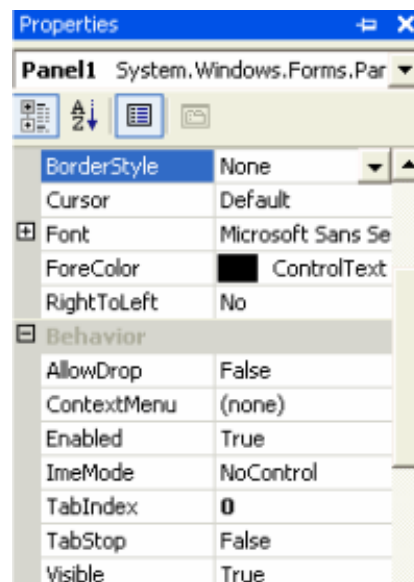 Properties
Panel1 System.Windows.Forms.Par
BorderStyle None
Cursor Default
Font Microsoft Sans Se
ForeColor ControlText
RightToLeft No
Behavior
AllowDrop False
ContextMenu (none)
Enabled True
ImeMode NoControl
TabIndex 0
TabStop False
Visible True